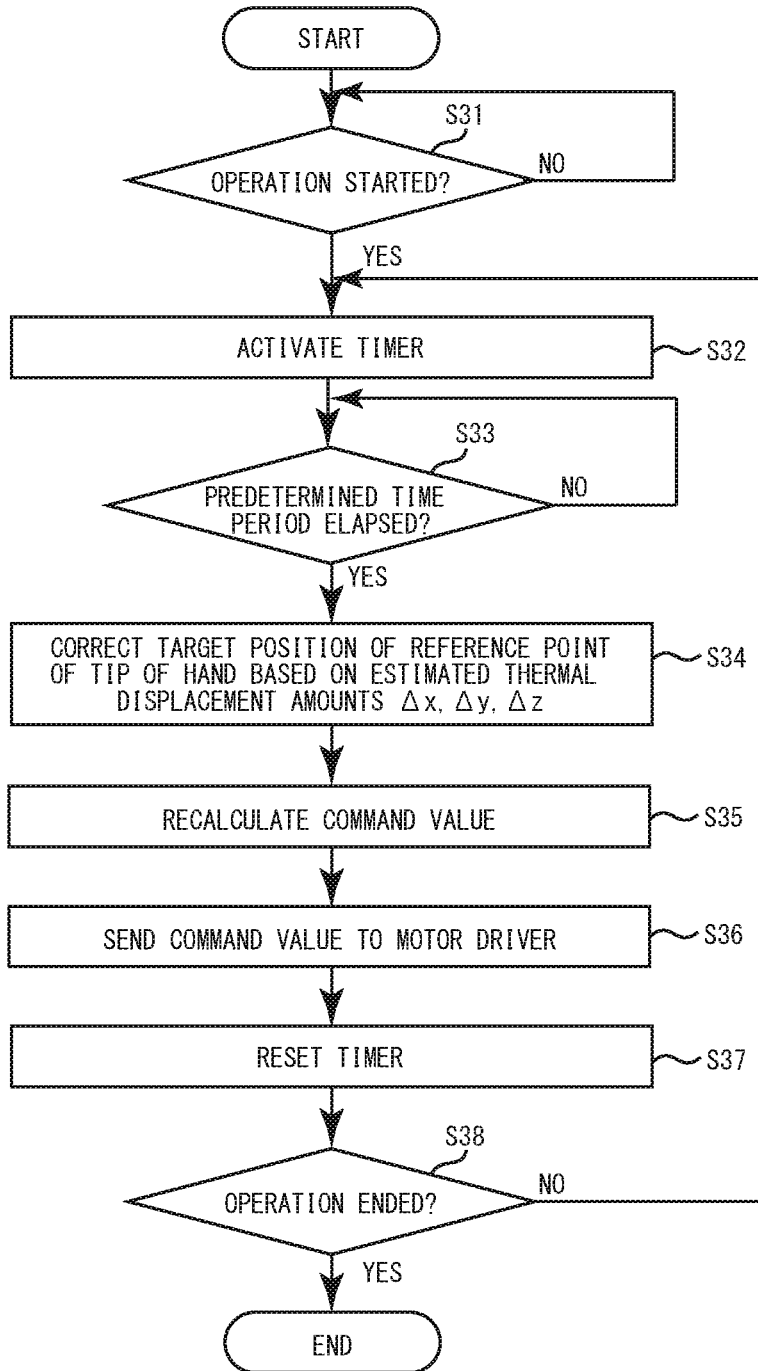 START
S31
OPERATION STARTED?
NO
YES
ACTIVATE TIMER
S32
S33
PREDETERMINED TIME
PERIOD ELAPSED?
NO
YES
CORRECT TARGET POSITION OF REFERENCE POINT
OF TIP OF HAND BASED ON ESTIMATED THERMAL
DISPLACEMENT AMOUNTS Δx, Δy, Δz
S34
RECALCULATE COMMAND VALUE
S35
SEND COMMAND VALUE TO MOTOR DRIVER
S36
RESET TIMER
S37
S38
OPERATION ENDED?
NO
YES
END